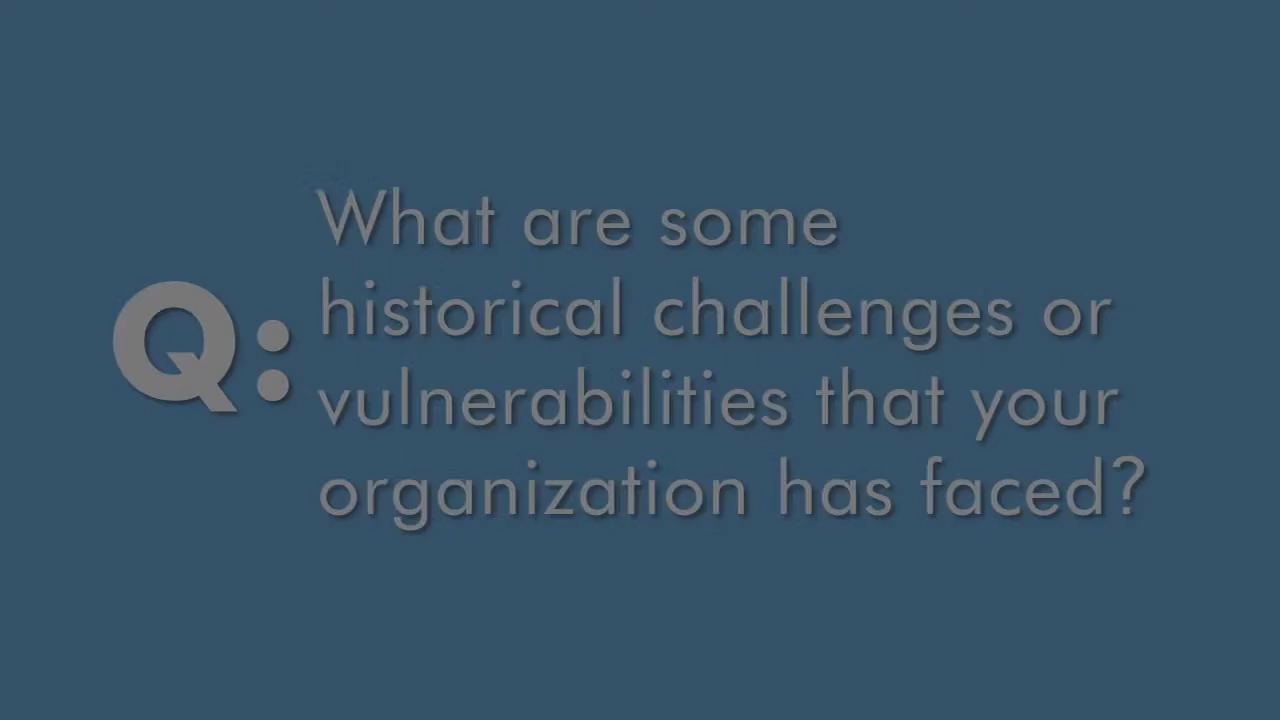 Q:
What are some
historical challenges or
vulnerabilities that your
organization has faced?